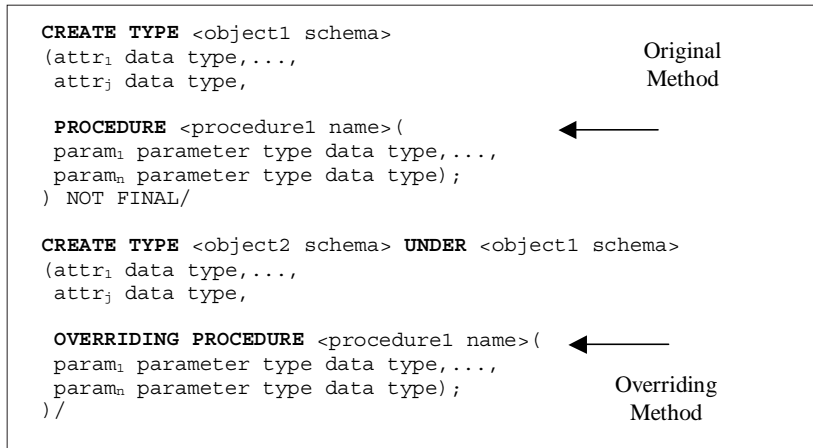 CREATE TYPE <object1 schema>
(attr₁ data type,...,
attrⱼ data type,
Original
Method
PROCEDURE <procedure1 name>(
param₁ parameter type data type,...,
paramₙ parameter type data type);
) NOT FINAL/
CREATE TYPE <object2 schema> UNDER <object1 schema>
(attr₁ data type,...,
attrⱼ data type,
OVERRIDING PROCEDURE <procedure1 name>(
param₁ parameter type data type,...,
paramₙ parameter type data type);
)/
Overriding
Method